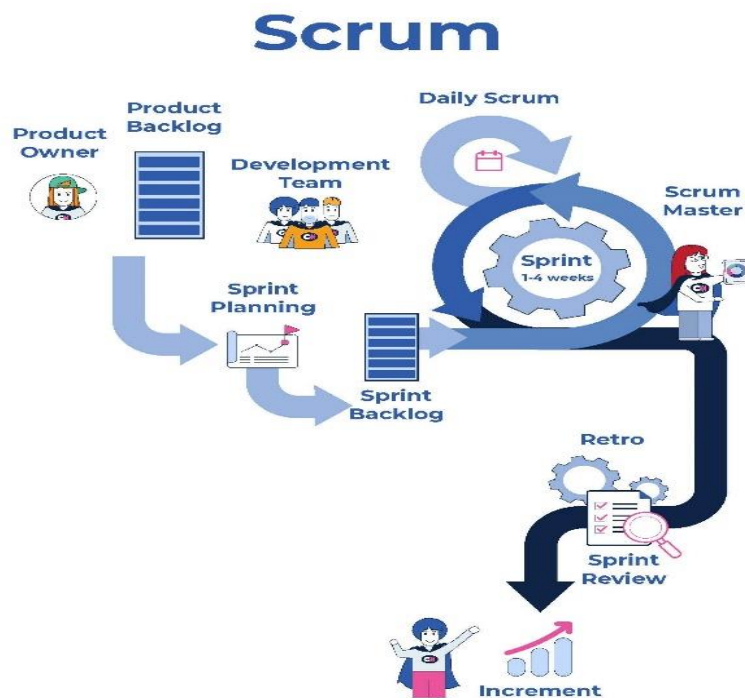 Scrum
Product
Owner
Product
Backlog
Development
Team
Daily Scrum
Scrum
Master
Sprint
1-4 weeks
Sprint
Planning
Sprint
Backlog
Retro
Sprint
Review
Increment